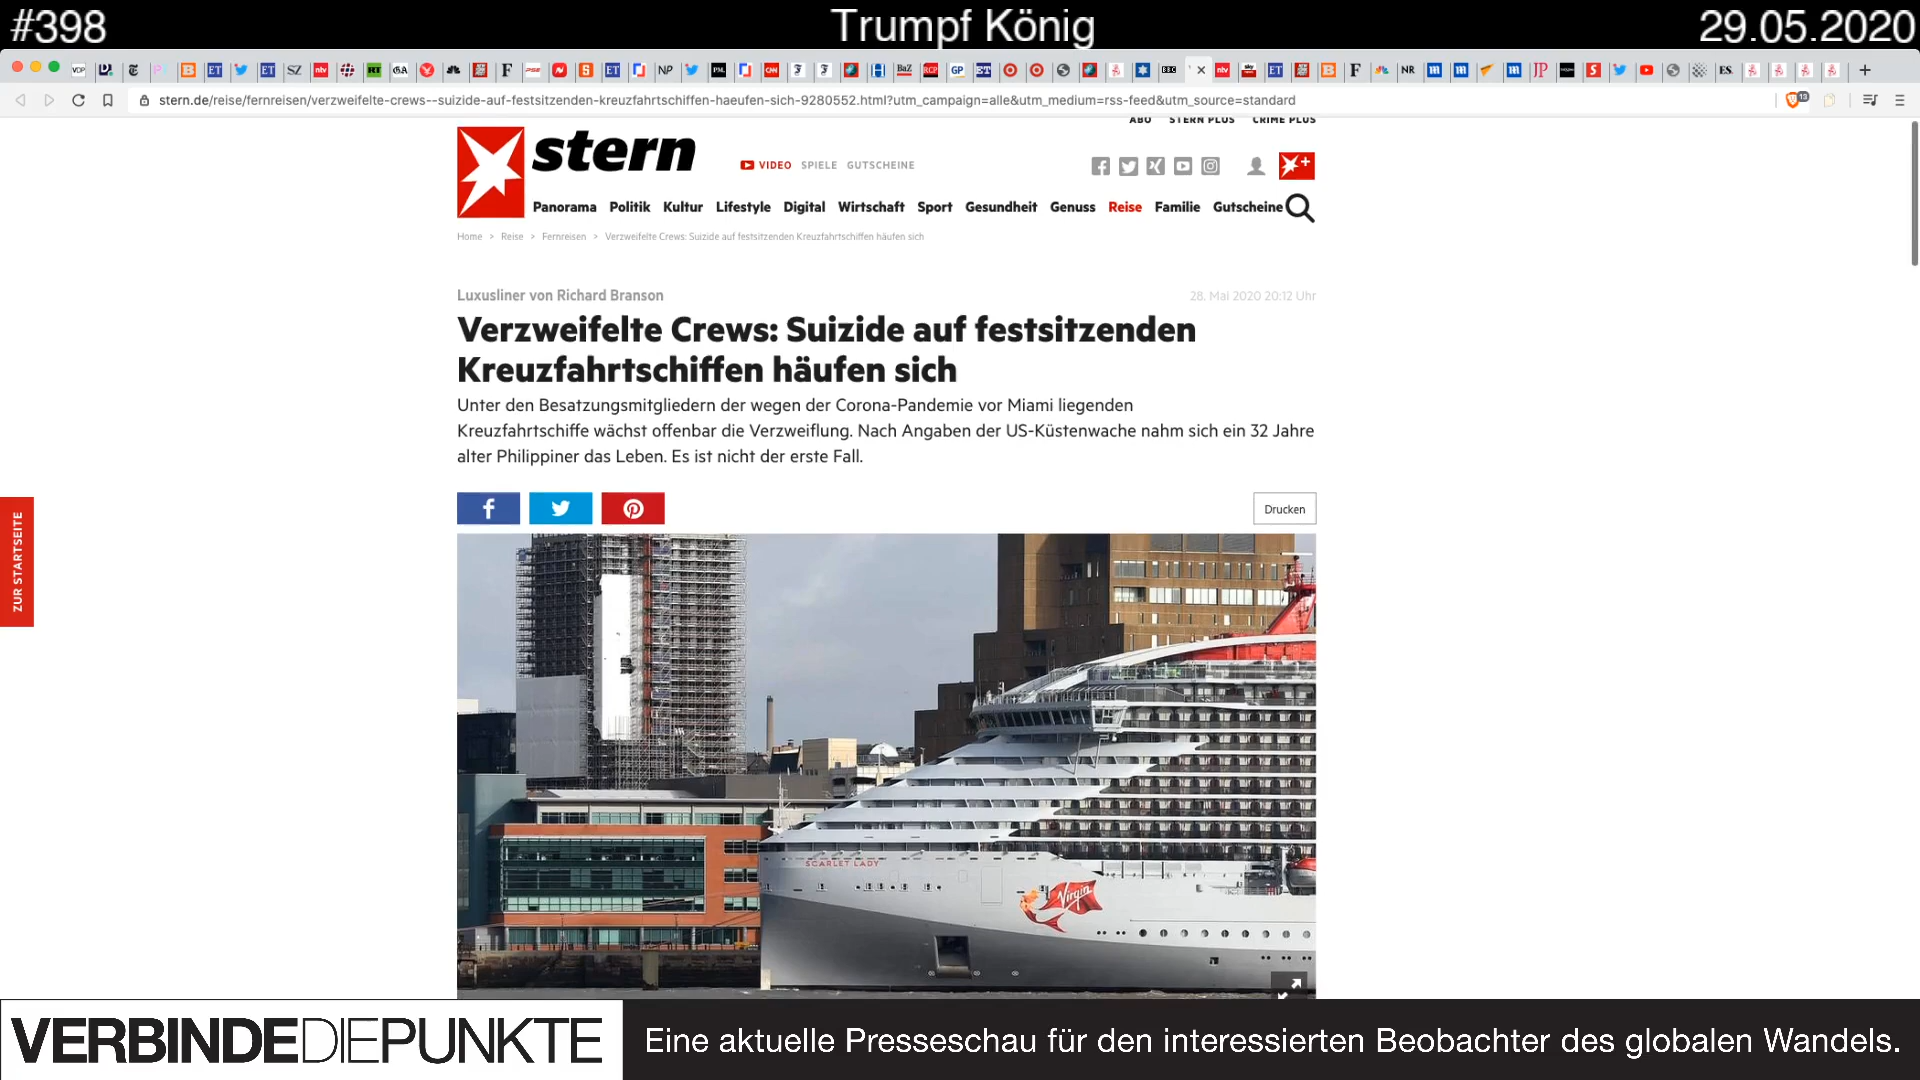 #398
Trumpf König
29.05.2020
stern.de/reise/fernreisen/verzweifelte-crews--suizide-auf-festsitzenden-kreuzfahrtschiffen-haeufen-sich-9280552.html?utm_campaign=alle&utm_medium=rss-feed&utm_source=standard
ABO STERN PLUS CRIME PLUS
stern
VIDEO SPIELE GUTSCHEINE
Panorama Politik Kultur Lifestyle Digital Wirtschaft Sport Gesundheit Genuss Reise Familie Gutscheine
Home > Reise > Fernreisen > Verzweifelte Crews: Suizide auf festsitzenden Kreuzfahrtschiffen häufen sich
Luxusliner von Richard Branson
28. Mai 2020 20:12 Uhr
Verzweifelte Crews: Suizide auf festsitzenden
Kreuzfahrtschiffen häufen sich
Unter den Besatzungsmitgliedern der wegen der Corona-Pandemie vor Miami liegenden
Kreuzfahrtschiffe wächst offenbar die Verzweiflung. Nach Angaben der US-Küstenwache nahm sich ein 32 Jahre
alter Philippiner das Leben. Es ist nicht der erste Fall.
Drucken
ZUR STARTSEITE
SCARLET LADY
Virgin
VERBINDEDIEPUNKTE
Eine aktuelle Presseschau für den interessierten Beobachter des globalen Wandels.